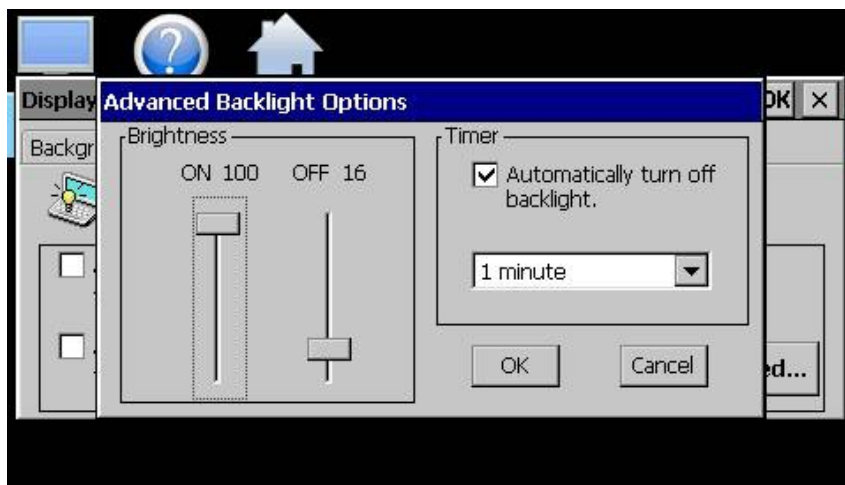 ?
Display
Advanced Backlight Options
OK
×
Backgr
Brightness
Timer
ON 100
OFF 16
Automatically turn off
backlight.
1 minute
OK
Cancel
ed...